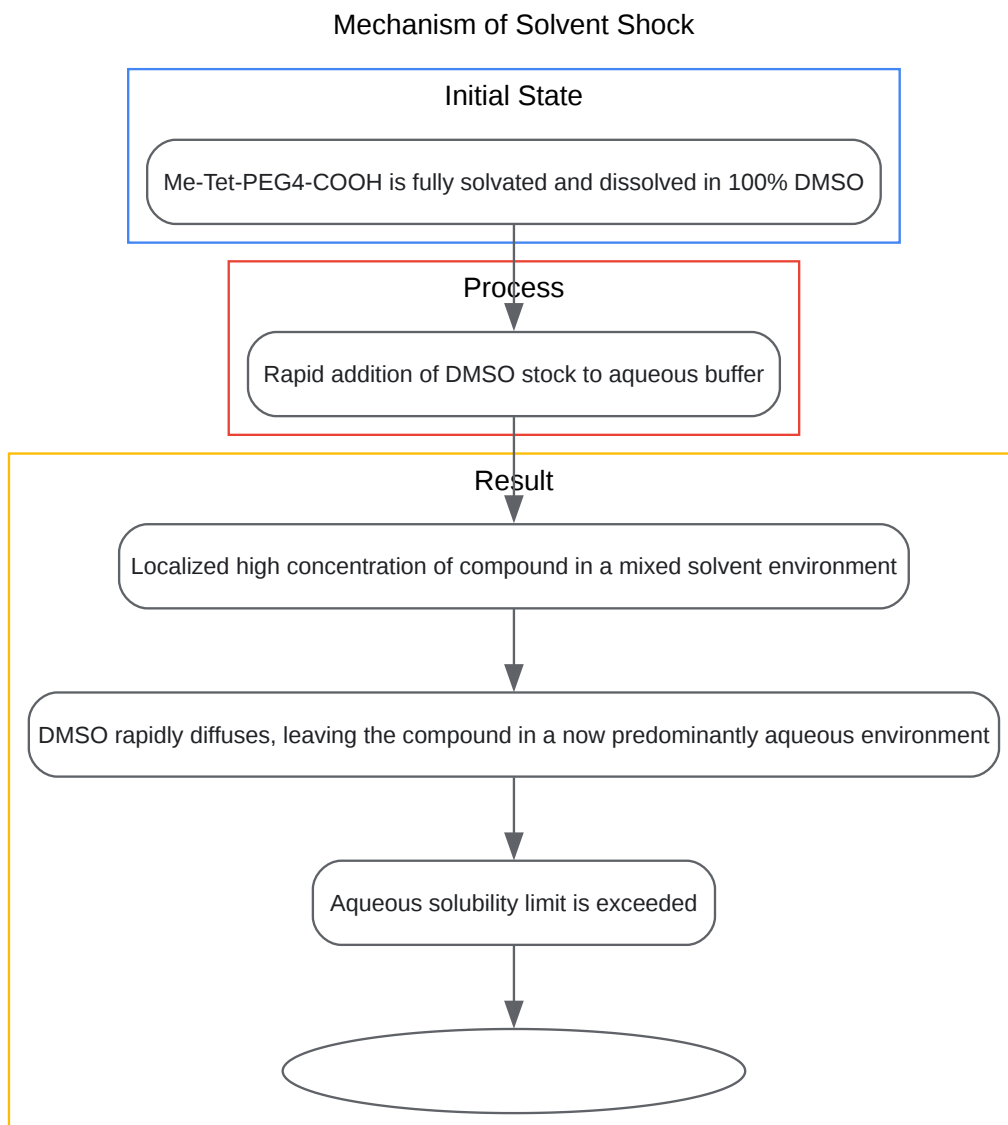 Mechanism of Solvent Shock
Initial State
Me-Tet-PEG4-COOH is fully solvated and dissolved in 100% DMSO
Process
Rapid addition of DMSO stock to aqueous buffer
Result
Localized high concentration of compound in a mixed solvent environment
DMSO rapidly diffuses, leaving the compound in a now predominantly aqueous environment
Aqueous solubility limit is exceeded